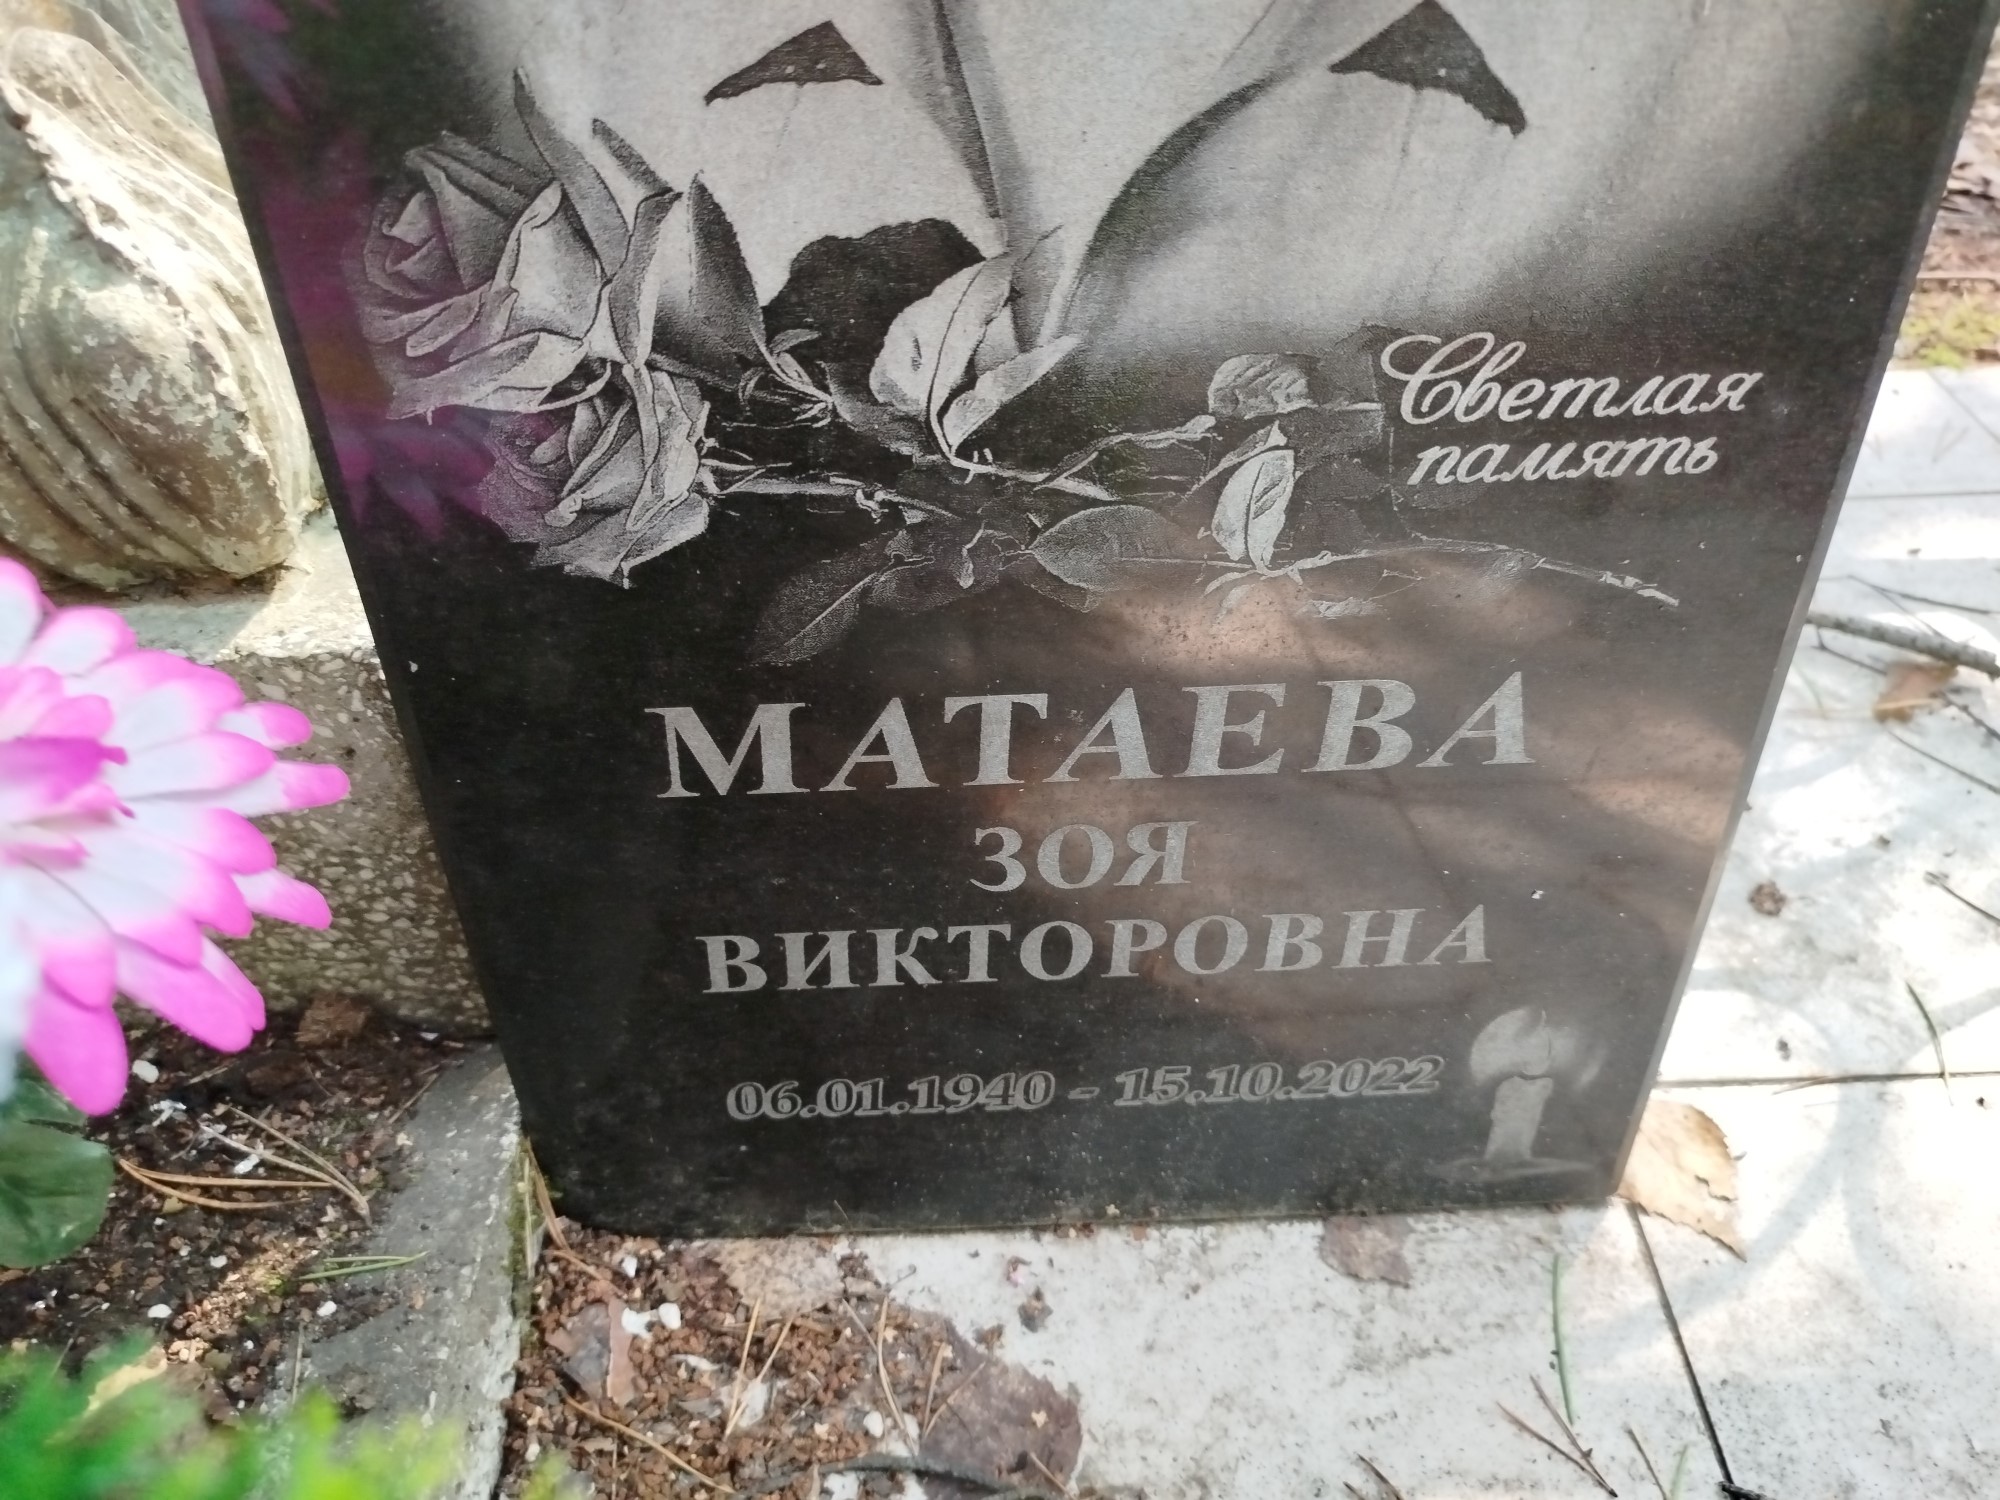 Светлая
память
МАТАЕВА
ЗОЯ
ВИКТОРОВНА
06.01.1940 - 15.10.2022